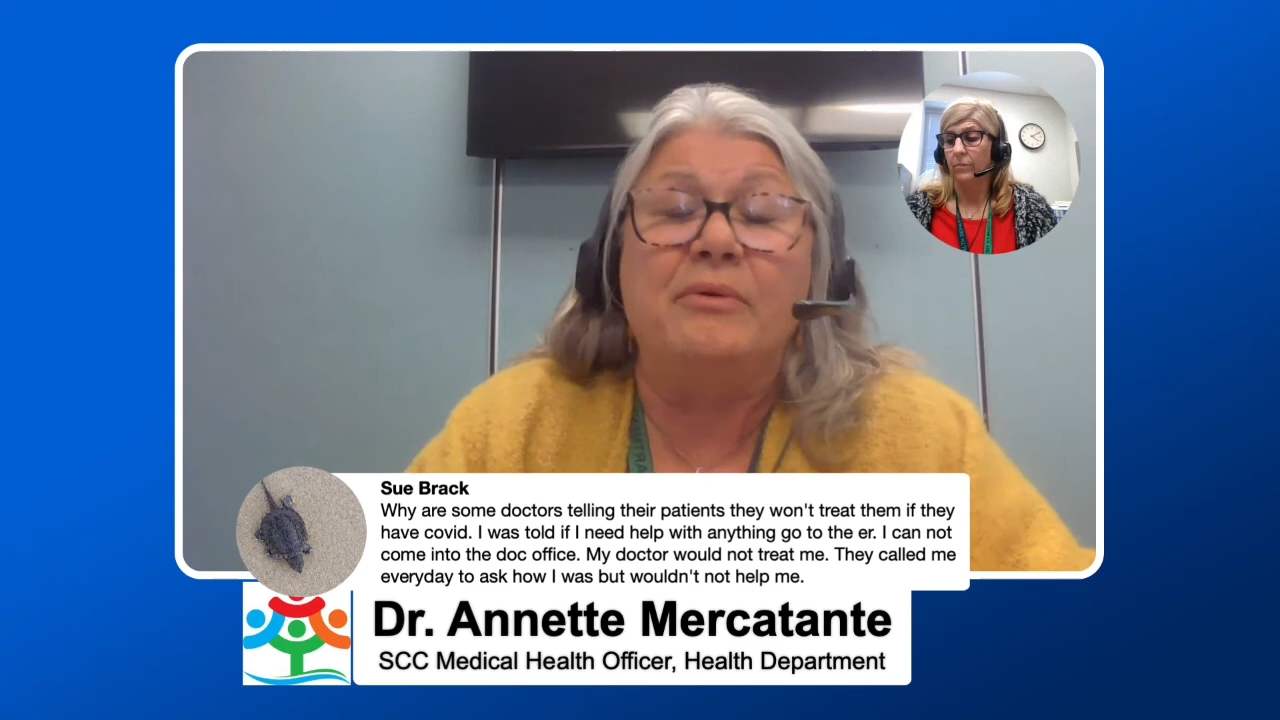 Sue Brack
Why are some doctors telling their patients they won't treat them if they
have covid. I was told if I need help with anything go to the er. I can not
come into the doc office. My doctor would not treat me. They called me
everyday to ask how I was but wouldn't not help me.
Dr. Annette Mercatante
SCC Medical Health Officer, Health Department